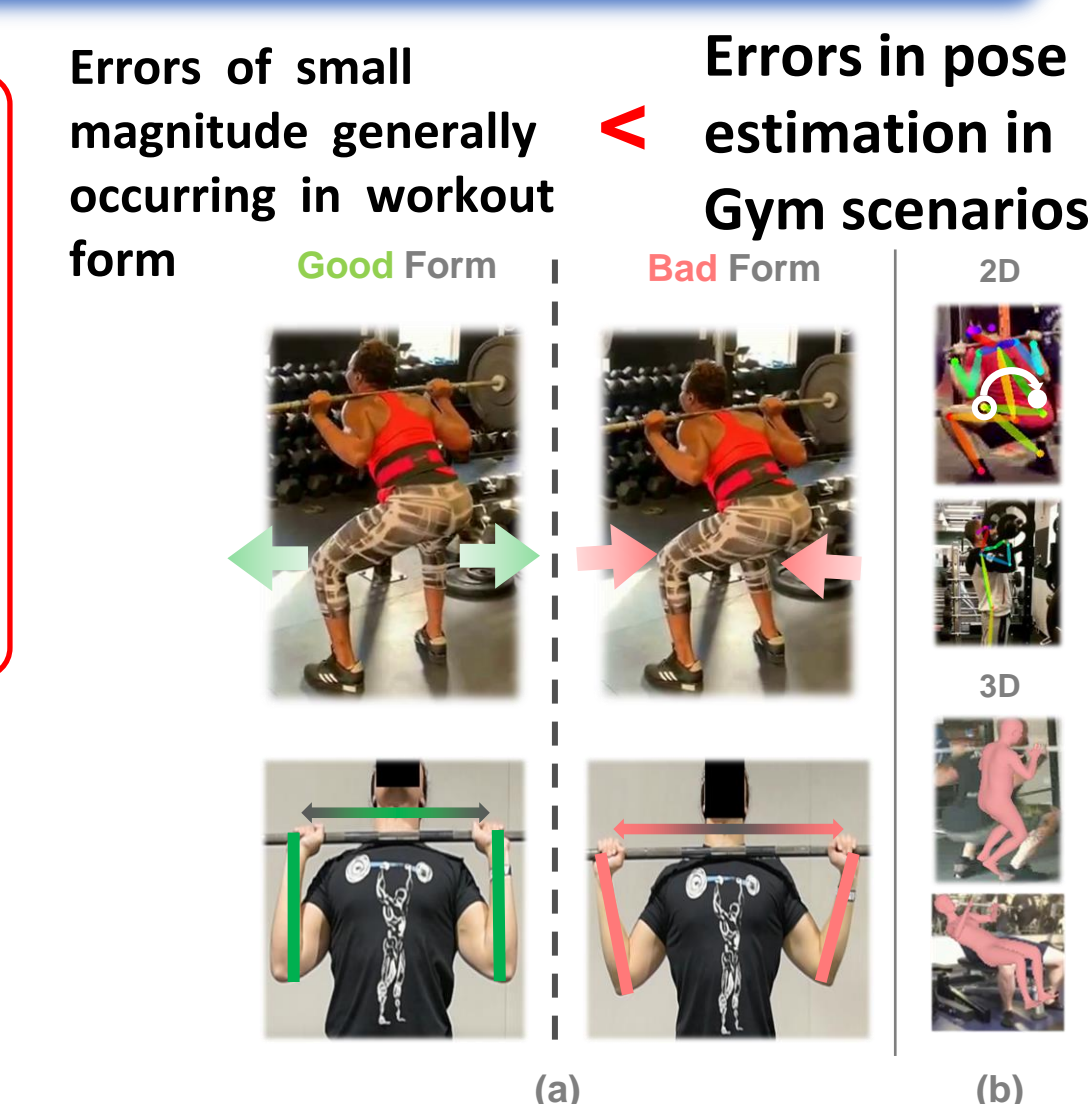 Errors of small
magnitude generally
occurring in workout
form
<
Errors in pose
estimation in
Gym scenarios
Good Form
Bad Form
2D
3D
(a)
(b)